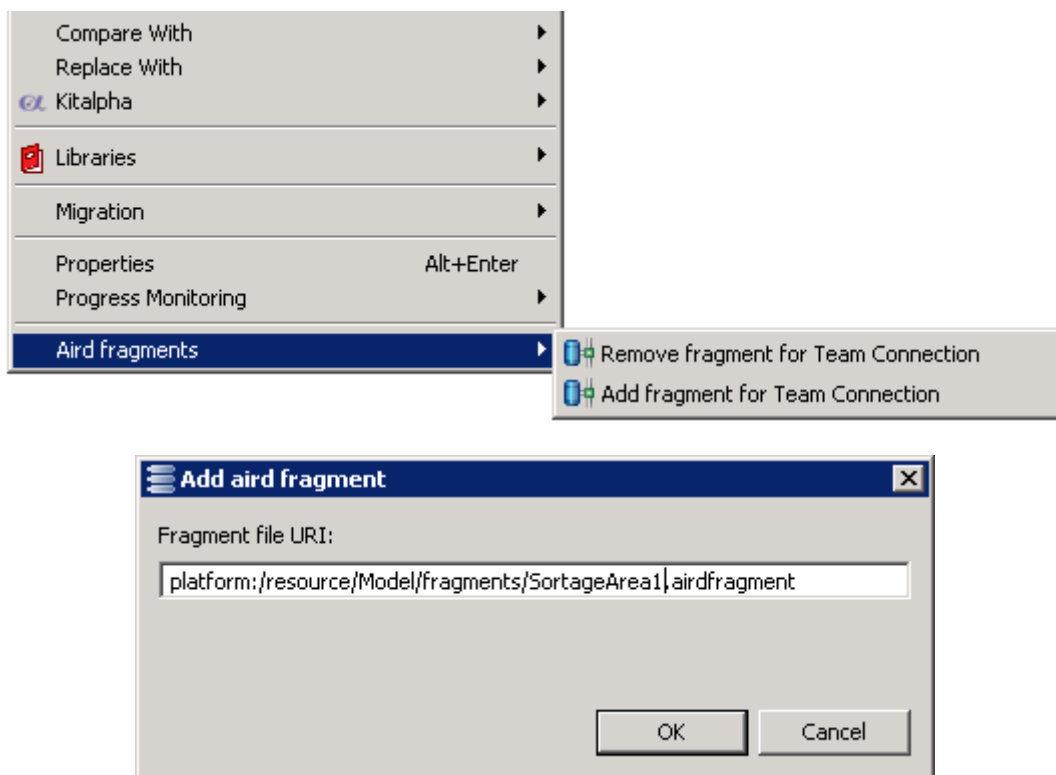 Compare With
Replace With
Kitalpha
Libraries
Migration
Properties Alt+Enter
Progress Monitoring
Aird fragments
Remove fragment for Team Connection
Add fragment for Team Connection
Add aird fragment
Fragment file URI:
platform:/resource/Model/fragments/SortageArea1.airdfragment
OK Cancel